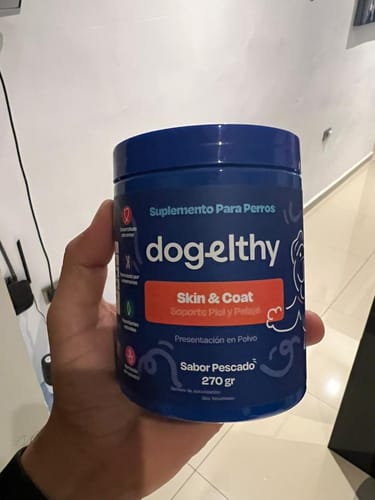 Suplemento Para Perros
dogelthy
Skin & Coat
Soporte Piel y Pelaje
Presentación en Polvo
Sabor Pescado
270 gr